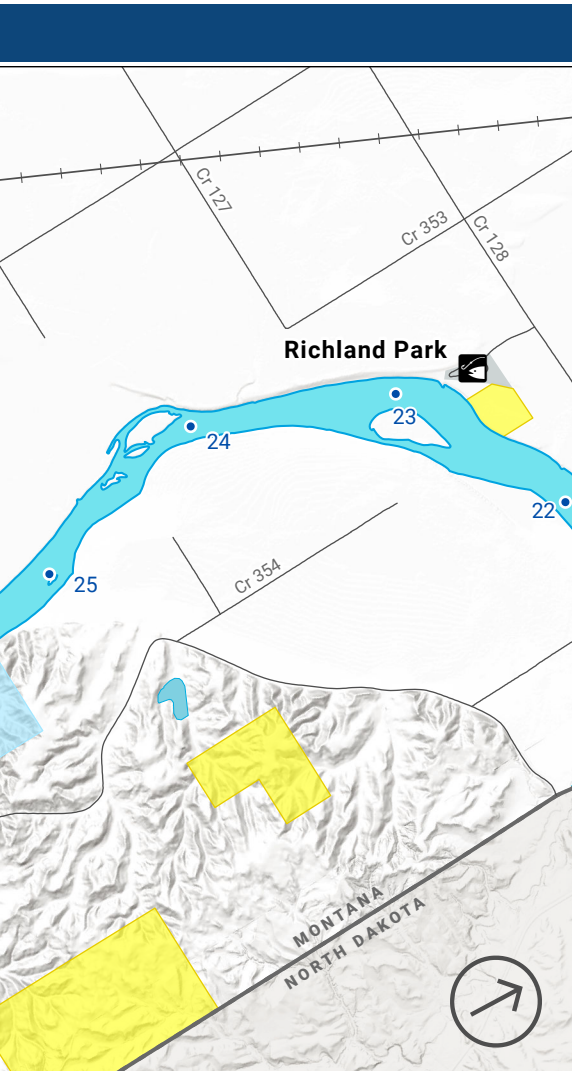 Cr 127
Cr 353
Cr 128
Richland Park
23
24
22
25
Cr 354
MONTANA
NORTH DAKOTA